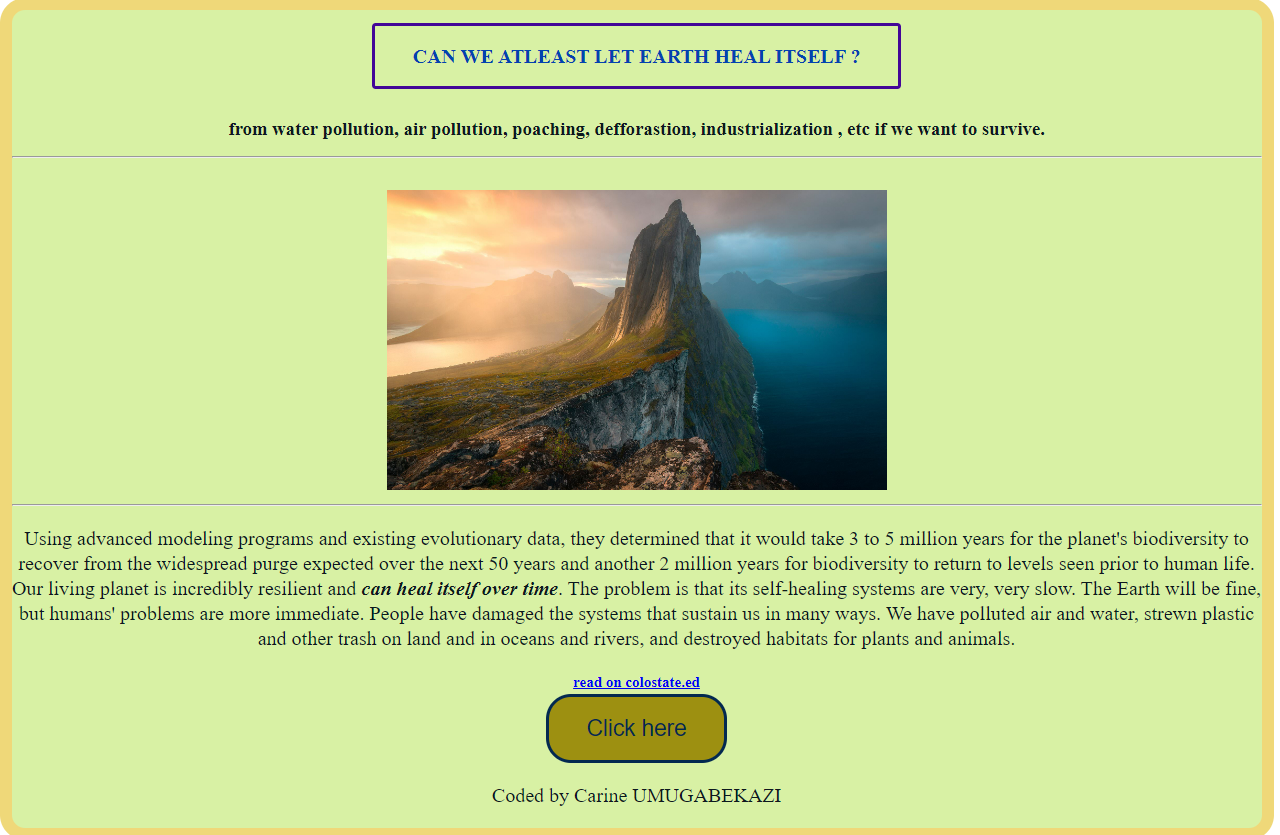 CAN WE ATLEAST LET EARTH HEAL ITSELF ?
from water pollution, air pollution, poaching, defforastion, industrialization , etc if we want to survive.
Using advanced modeling programs and existing evolutionary data, they determined that it would take 3 to 5 million years for the planet's biodiversity to
recover from the widespread purge expected over the next 50 years and another 2 million years for biodiversity to return to levels seen prior to human life.
Our living planet is incredibly resilient and can heal itself over time. The problem is that its self-healing systems are very, very slow. The Earth will be fine,
but humans' problems are more immediate. People have damaged the systems that sustain us in many ways. We have polluted air and water, strewn plastic
and other trash on land and in oceans and rivers, and destroyed habitats for plants and animals.
read on colostate.ed
Click here
Coded by Carine UMUGABEKAZI